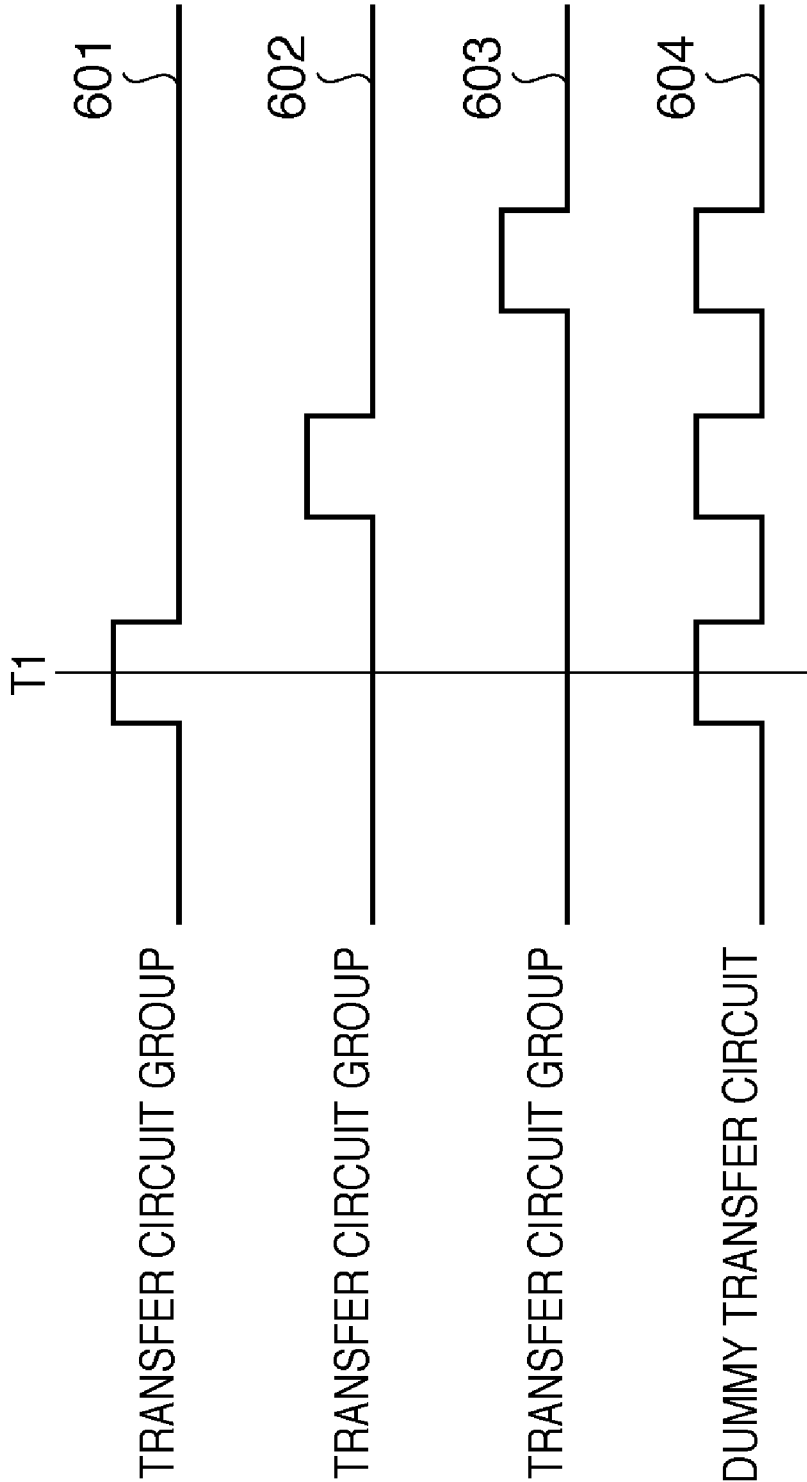 T1
TRANSFER CIRCUIT GROUP 601
TRANSFER CIRCUIT GROUP 602
TRANSFER CIRCUIT GROUP 603
DUMMY TRANSFER CIRCUIT 604